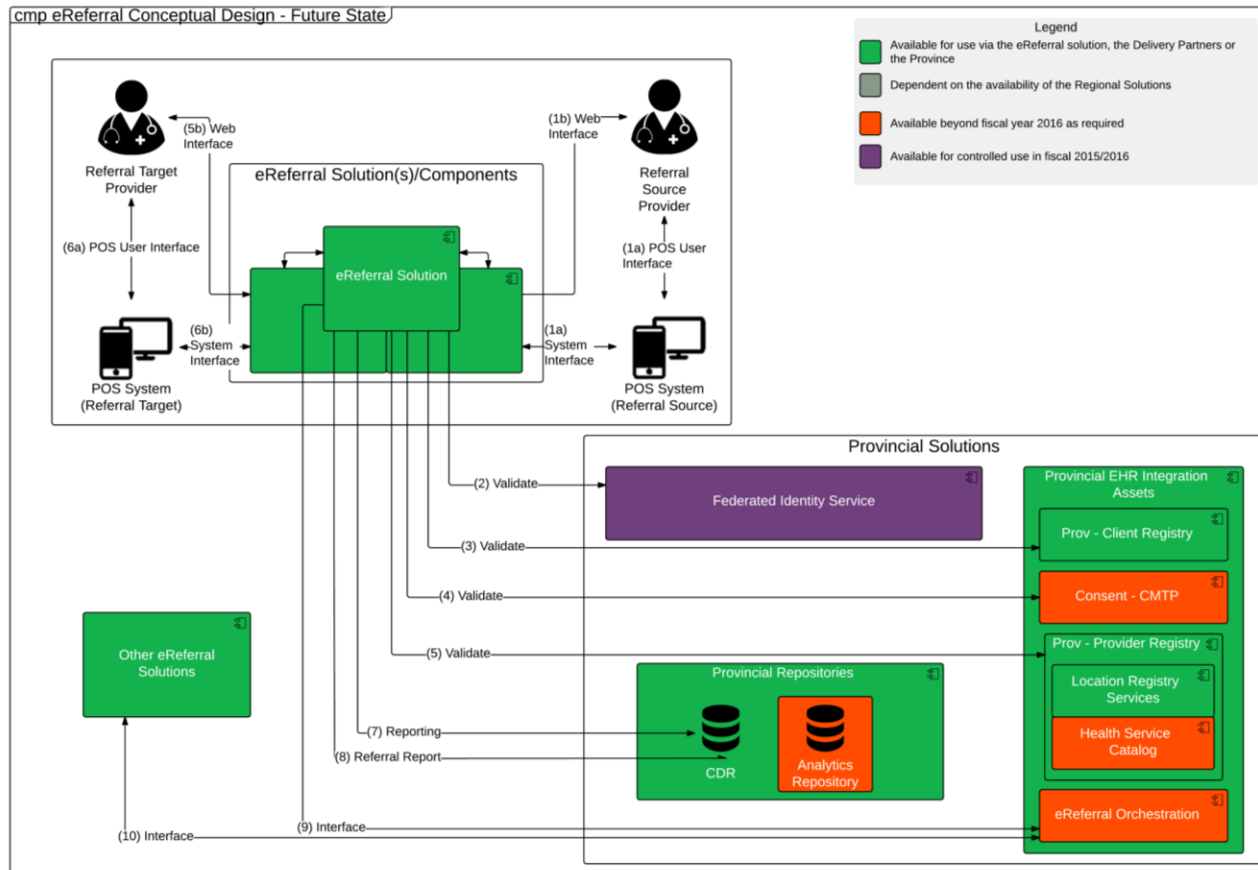 cmp eReferral Conceptual Design - Future State
Legend
Available for use via the eReferral solution, the Delivery Partners or
the Province
Dependent on the availability of the Regional Solutions
Available beyond fiscal year 2016 as required
Available for controlled use in fiscal 2015/2016
(5b) Web
Interface
(1b) Web
Interface
Referral Target
Provider
eReferral Solution(s)/Components
Referral
Source
Provider
(6a) POS User Interface
eReferral Solution
(1a) POS User
Interface
(6b)
System
Interface
(1a)
System
Interface
POS System
(Referral Target)
POS System
(Referral Source)
Provincial Solutions
(2) Validate
Federated Identity Service
Provincial EHR Integration
Assets
Prov - Client Registry
(3) Validate
(4) Validate
Consent - CMTP
Other eReferral
Solutions
(5) Validate
Prov - Provider Registry
Provincial Repositories
Location Registry
Services
(7) Reporting
Health Service
Catalog
(8) Referral Report
CDR
Analytics
Repository
(9) Interface
eReferral Orchestration
(10) Interface